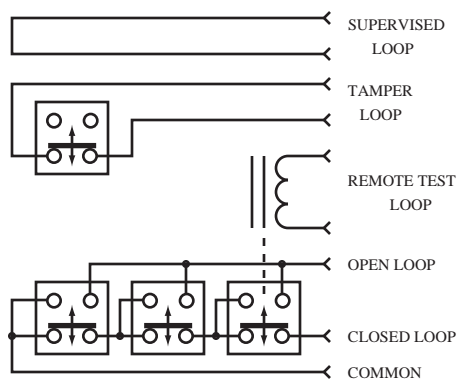 SUPERVISED
LOOP
TAMPER
LOOP
REMOTE TEST
LOOP
OPEN LOOP
CLOSED LOOP
COMMON